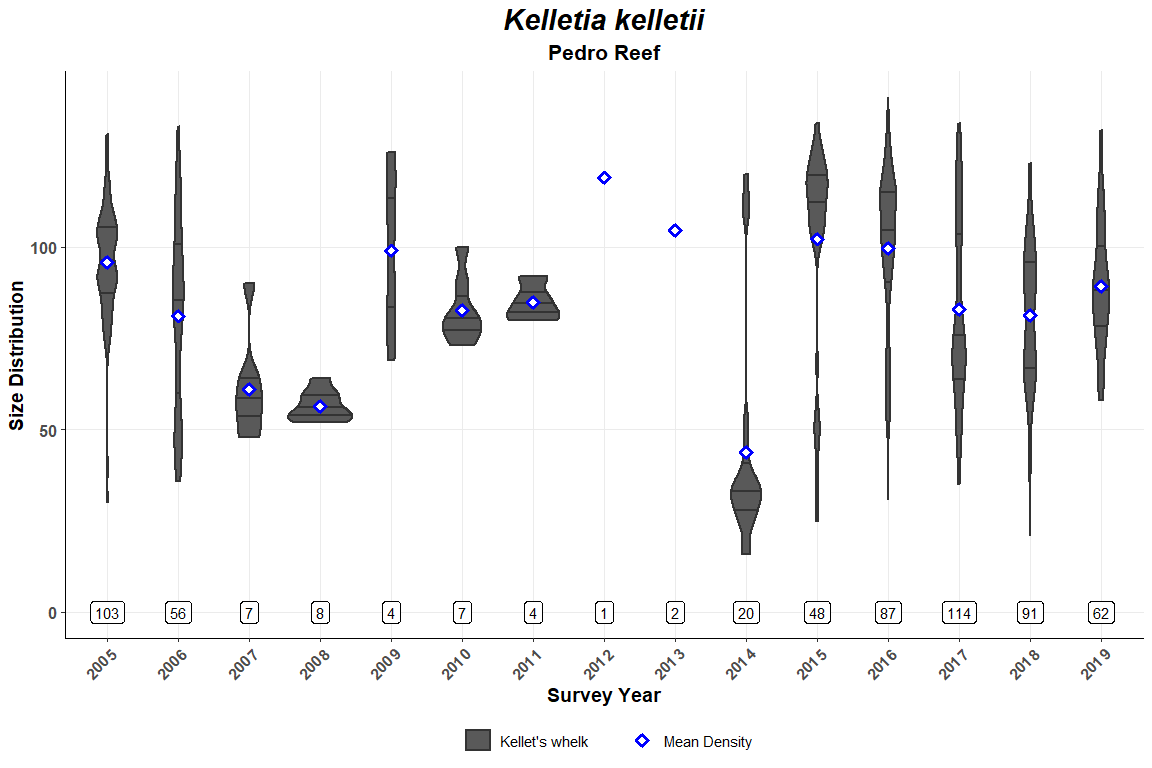 Kelletia kelletii
Pedro Reef
Size Distribution
100
50
0
103 56 7 8 4 7 4 1 2 20 48 87 114 91 62
2005 2006 2007 2008 2009 2010 2011 2012 2013 2014 2015 2016 2017 2018 2019
Survey Year
Kellet's whelk Mean Density